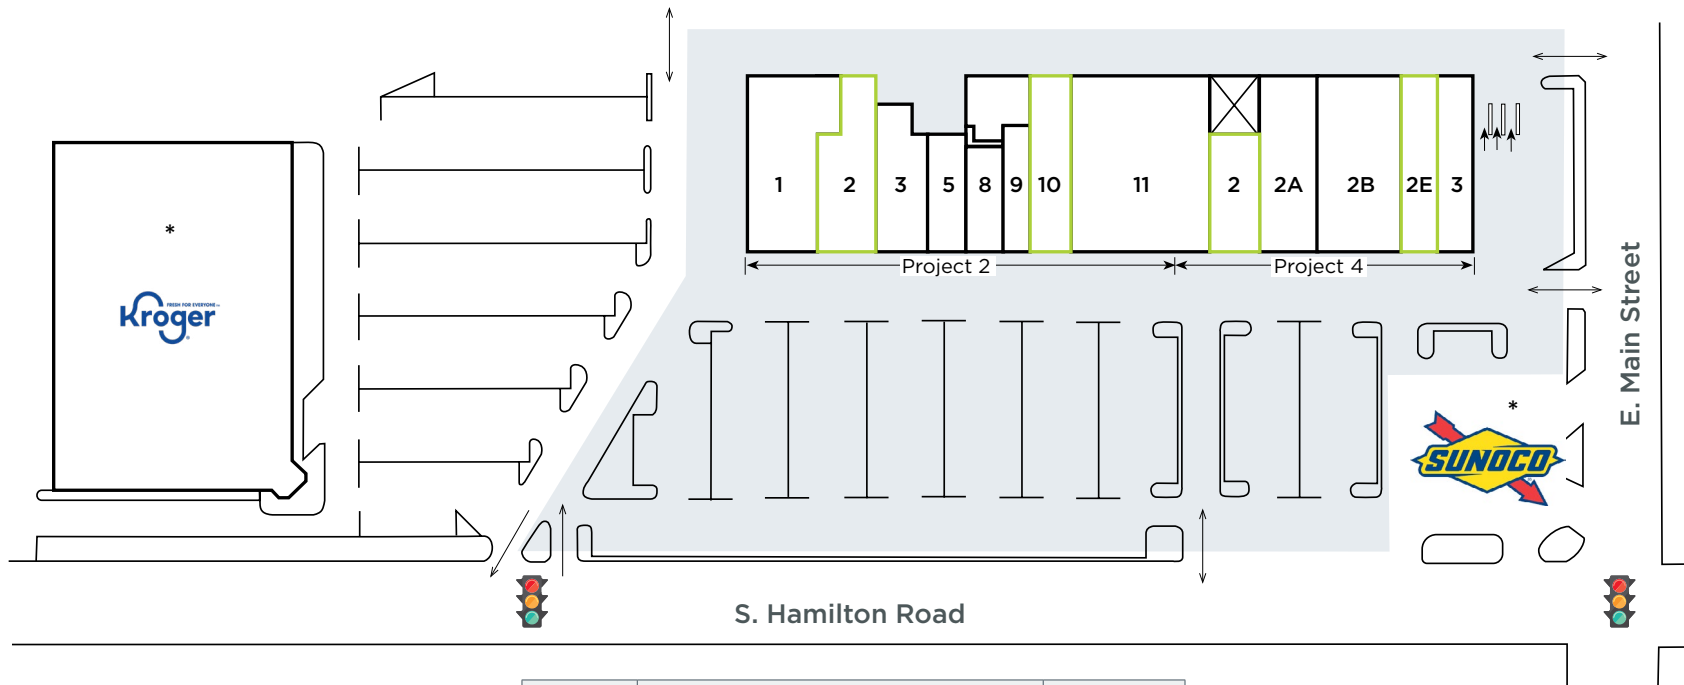 1 2 3 5 8 9 10 11 2 2A 2B 2E 3
Project 2 Project 4
*
FRESH FOR EVERYONE™
Kroger
E. Main Street
*
SUNOCO
S. Hamilton Road